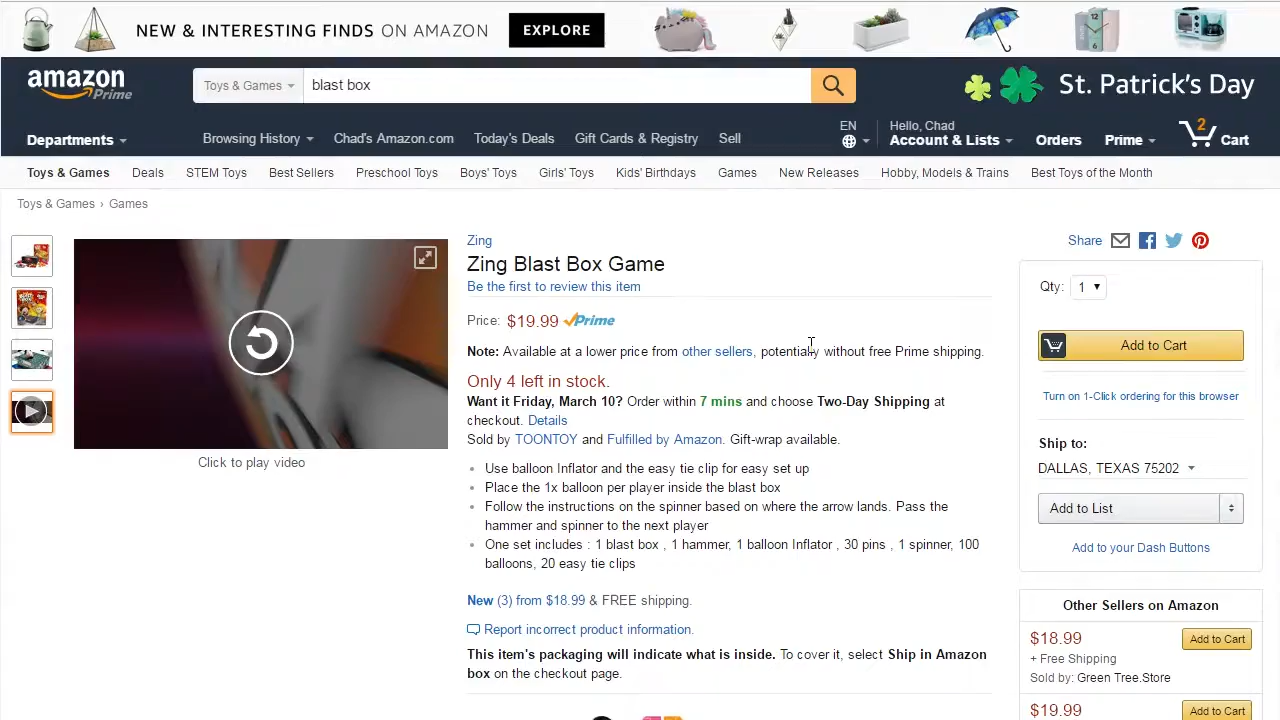 NEW & INTERESTING FINDS ON AMAZON EXPLORE
amazon Prime
Toys & Games
blast box
St. Patrick's Day
Departments
Browsing History
Chad's Amazon.com
Today's Deals
Gift Cards & Registry
Sell
EN
Hello, Chad
Account & Lists
Orders
Prime
2
Cart
Toys & Games
Deals
STEM Toys
Best Sellers
Preschool Toys
Boys' Toys
Girls' Toys
Kids' Birthdays
Games
New Releases
Hobby, Models & Trains
Best Toys of the Month
Toys & Games › Games
Click to play video
Zing
Zing Blast Box Game
Be the first to review this item
Price: $19.99 Prime
Note: Available at a lower price from other sellers, potentially without free Prime shipping.
Only 4 left in stock.
Want it Friday, March 10? Order within 7 mins and choose Two-Day Shipping at
checkout. Details
Sold by TOONTOY and Fulfilled by Amazon. Gift-wrap available.
• Use balloon Inflator and the easy tie clip for easy set up
• Place the 1x balloon per player inside the blast box
• Follow the instructions on the spinner based on where the arrow lands. Pass the
hammer and spinner to the next player
• One set includes : 1 blast box , 1 hammer, 1 balloon Inflator , 30 pins , 1 spinner, 100
balloons, 20 easy tie clips
New (3) from $18.99 & FREE shipping.
Report incorrect product information.
This item's packaging will indicate what is inside. To cover it, select Ship in Amazon
box on the checkout page.
Share
Qty: 1
Add to Cart
Turn on 1-Click ordering for this browser
Ship to:
DALLAS, TEXAS 75202
Add to List
Add to your Dash Buttons
Other Sellers on Amazon
$18.99
Add to Cart
+ Free Shipping
Sold by: Green Tree.Store
$19.99
Add to Cart